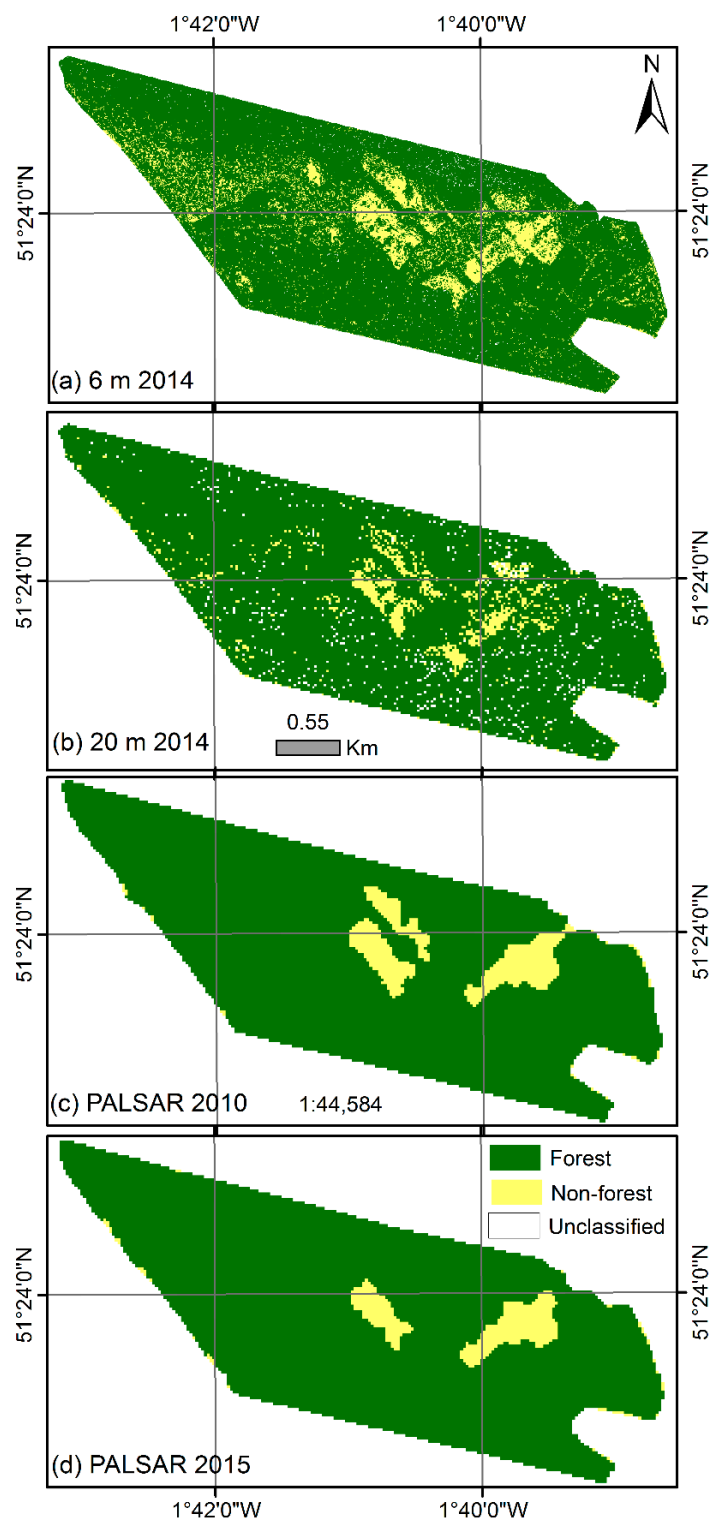 1°42'0"W
1°40'0"W
N
51°24'0"N
51°24'0"N
(a) 6 m 2014
51°24'0"N
51°24'0"N
0.55
Km
(b) 20 m 2014
51°24'0"N
51°24'0"N
(c) PALSAR 2010
1:44,584
Forest
Non-forest
Unclassified
51°24'0"N
51°24'0"N
(d) PALSAR 2015
1°42'0"W
1°40'0"W